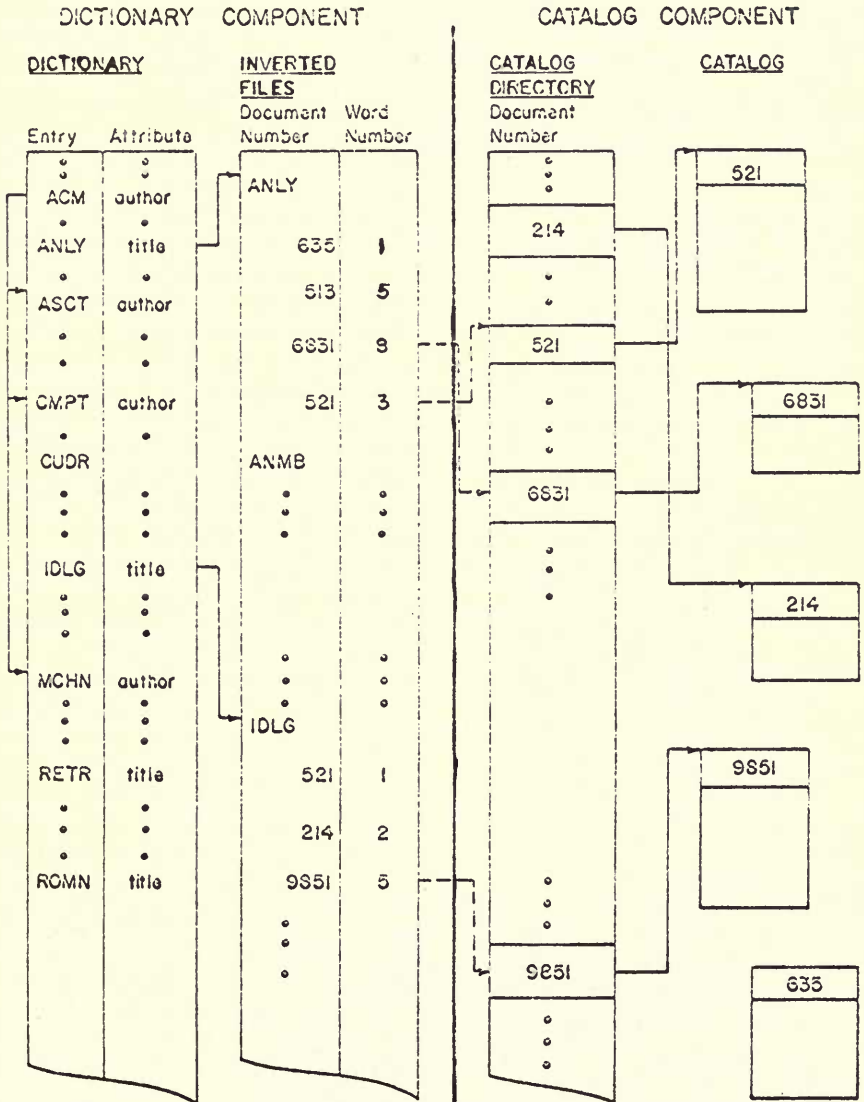 DICTIONARY COMPONENT
CATALOG COMPONENT
DICTIONARY
INVERTED FILES
CATALOG DIRECTORY
CATALOG
Entry Attribute
Document Number
Word Number
Document Number
ACM author
ANLY title
ASCT author
CMPT author
CUDR
IDLG title
MCHN author
RETR title
ROMN title
ANLY
635 1
513 5
6831 8
521 3
ANMB
IDLG
521 1
214 2
9851 5
214
521
6831
9851
521
6831
214
9851
635